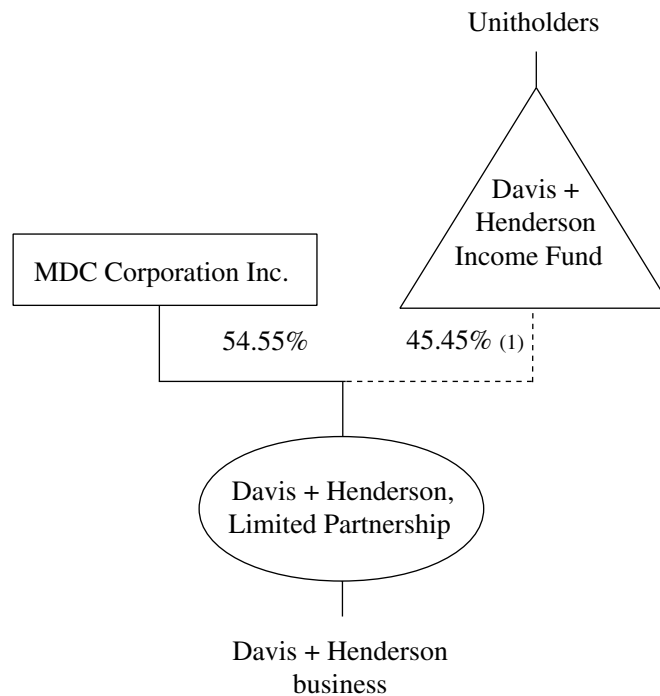 Unitholders
Davis +
Henderson
Income Fund
MDC Corporation Inc.
54.55%
45.45% (1)
Davis + Henderson,
Limited Partnership
Davis + Henderson
business